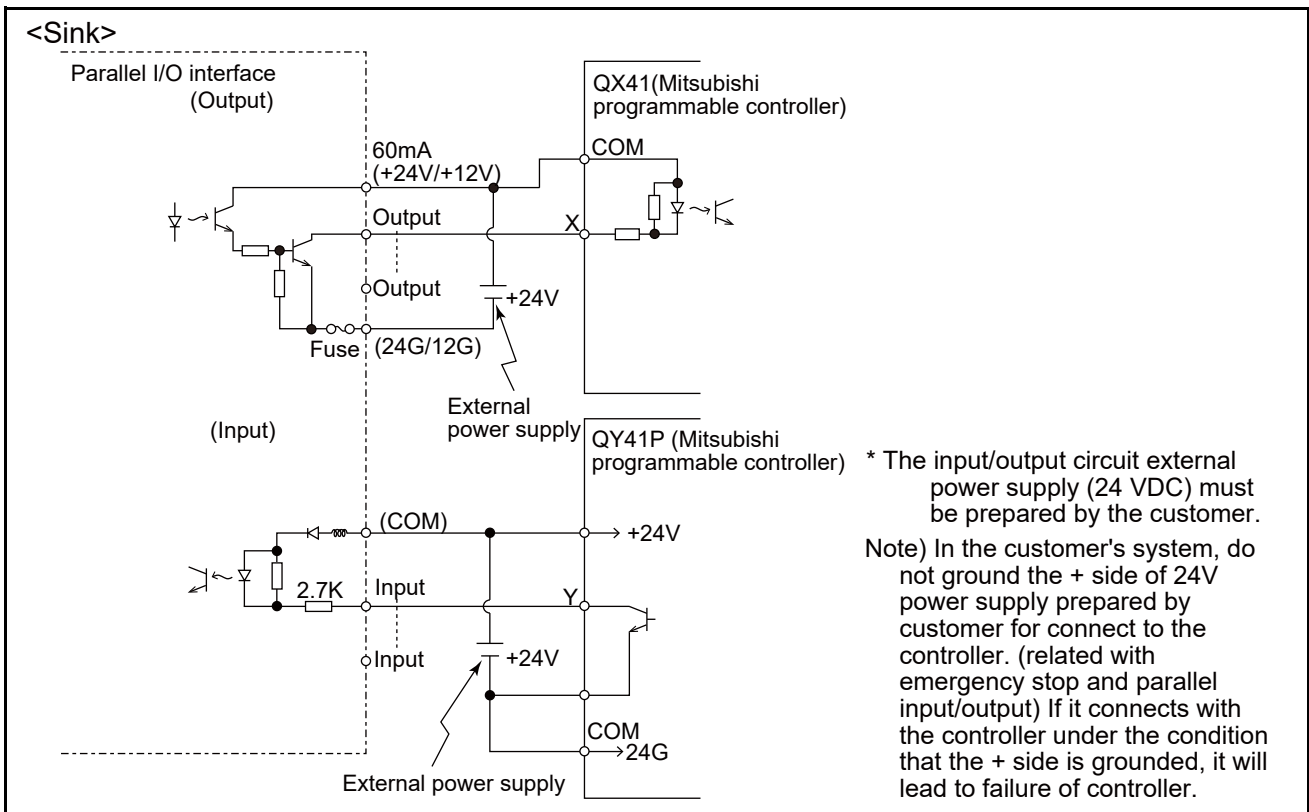 <Sink>
Parallel I/O interface
(Output)
QX41(Mitsubishi
programmable controller)
60mA
(+24V/+12V)
COM
Output
X
Output
+24V
Fuse
(24G/12G)
External
power supply
(Input)
QY41P (Mitsubishi
programmable controller)
(COM)
+24V
2.7K
Input
Y
Input
+24V
COM
24G
External power supply
* The input/output circuit external
power supply (24 VDC) must
be prepared by the customer.
Note) In the customer's system, do
not ground the + side of 24V
power supply prepared by
customer for connect to the
controller. (related with
emergency stop and parallel
input/output) If it connects with
the controller under the condition
that the + side is grounded, it will
lead to failure of controller.